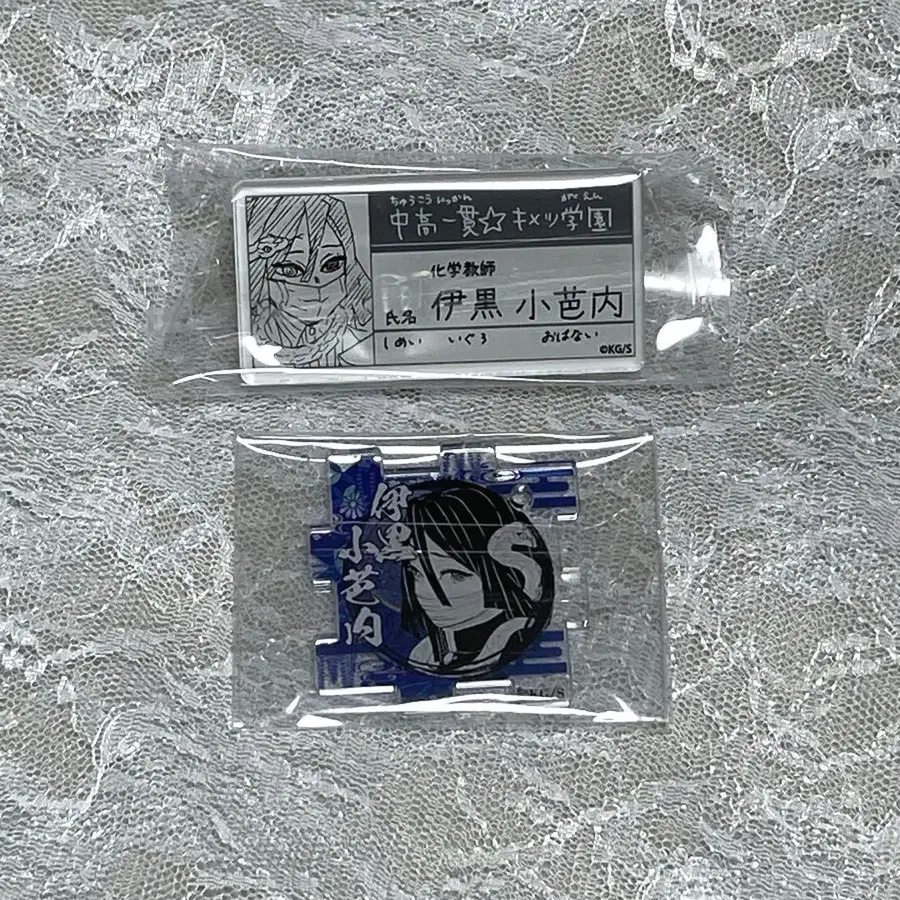 ちゅうこういっかん がくえん
中高一貫☆キメツ学園
化学教師
氏名 伊黒 小芭内
しめい いぐろ おばない
©KG/S
伊黒
小芭内
©KG/S